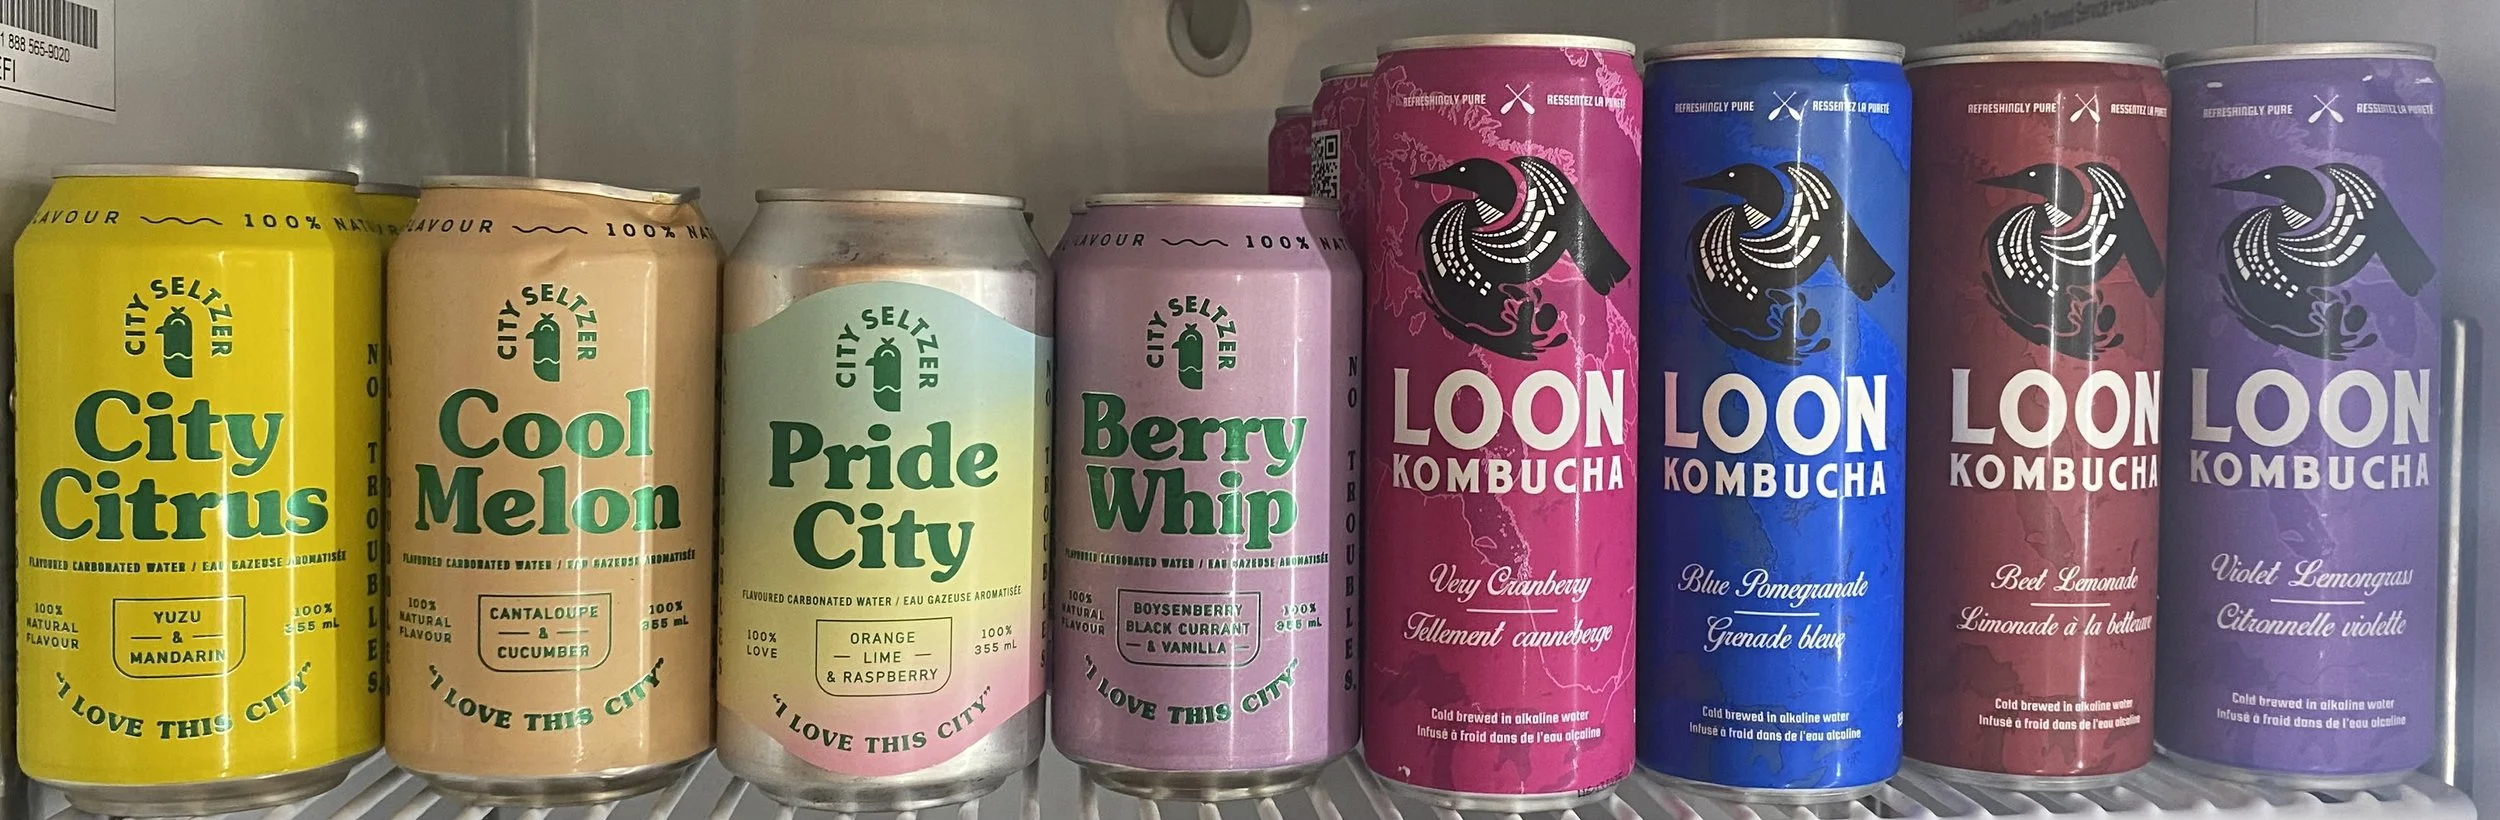 1 888 565-9020
EFI
LAVOUR 100% NATUR
CITY SELTZER
City
Citrus
FLAVOURED CARBONATED WATER / EAU GAZEUSE AROMATISÉE
100%
NATURAL
FLAVOUR
YUZU
&
MANDARIN
100%
355 mL
"I LOVE THIS CITY"
NO TROUBLES.
LAVOUR 100% NAT
CITY SELTZER
Cool
Melon
FLAVOURED CARBONATED WATER / EAU GAZEUSE AROMATISÉE
100%
NATURAL
FLAVOUR
CANTALOUPE
&
CUCUMBER
100%
355 mL
"I LOVE THIS CITY"
CITY SELTZER
Pride
City
FLAVOURED CARBONATED WATER / EAU GAZEUSE AROMATISÉE
100%
LOVE
ORANGE
LIME
& RASPBERRY
100%
355 mL
"I LOVE THIS CITY"
NO TROUBLES
LAVOUR 100% NAT
CITY SELTZER
Berry
Whip
FLAVOURED CARBONATED WATER / EAU GAZEUSE AROMATISÉE
100%
NATURAL
FLAVOUR
BOYSENBERRY
BLACK CURRANT
& VANILLA
100%
355 mL
"I LOVE THIS CITY"
NO TROUBLES.
REFRESHINGLY PURE RESSENTEZ LA PURETÉ
LOON
KOMBUCHA
Very Cranberry
Tellement canneberge
Cold brewed in alkaline water
Infusé à froid dans de l'eau alcaline
REFRESHINGLY PURE RESSENTEZ LA PURETÉ
LOON
KOMBUCHA
Blue Pomegranate
Grenade bleue
Cold brewed in alkaline water
Infusé à froid dans de l'eau alcaline
REFRESHINGLY PURE RESSENTEZ LA PURETÉ
LOON
KOMBUCHA
Beet Lemonade
Limonade à la betterave
Cold brewed in alkaline water
Infusé à froid dans de l'eau alcaline
REFRESHINGLY PURE RESSENTEZ LA PURETÉ
LOON
KOMBUCHA
Violet Lemongrass
Citronnelle violette
Cold brewed in alkaline water
Infusé à froid dans de l'eau alcaline